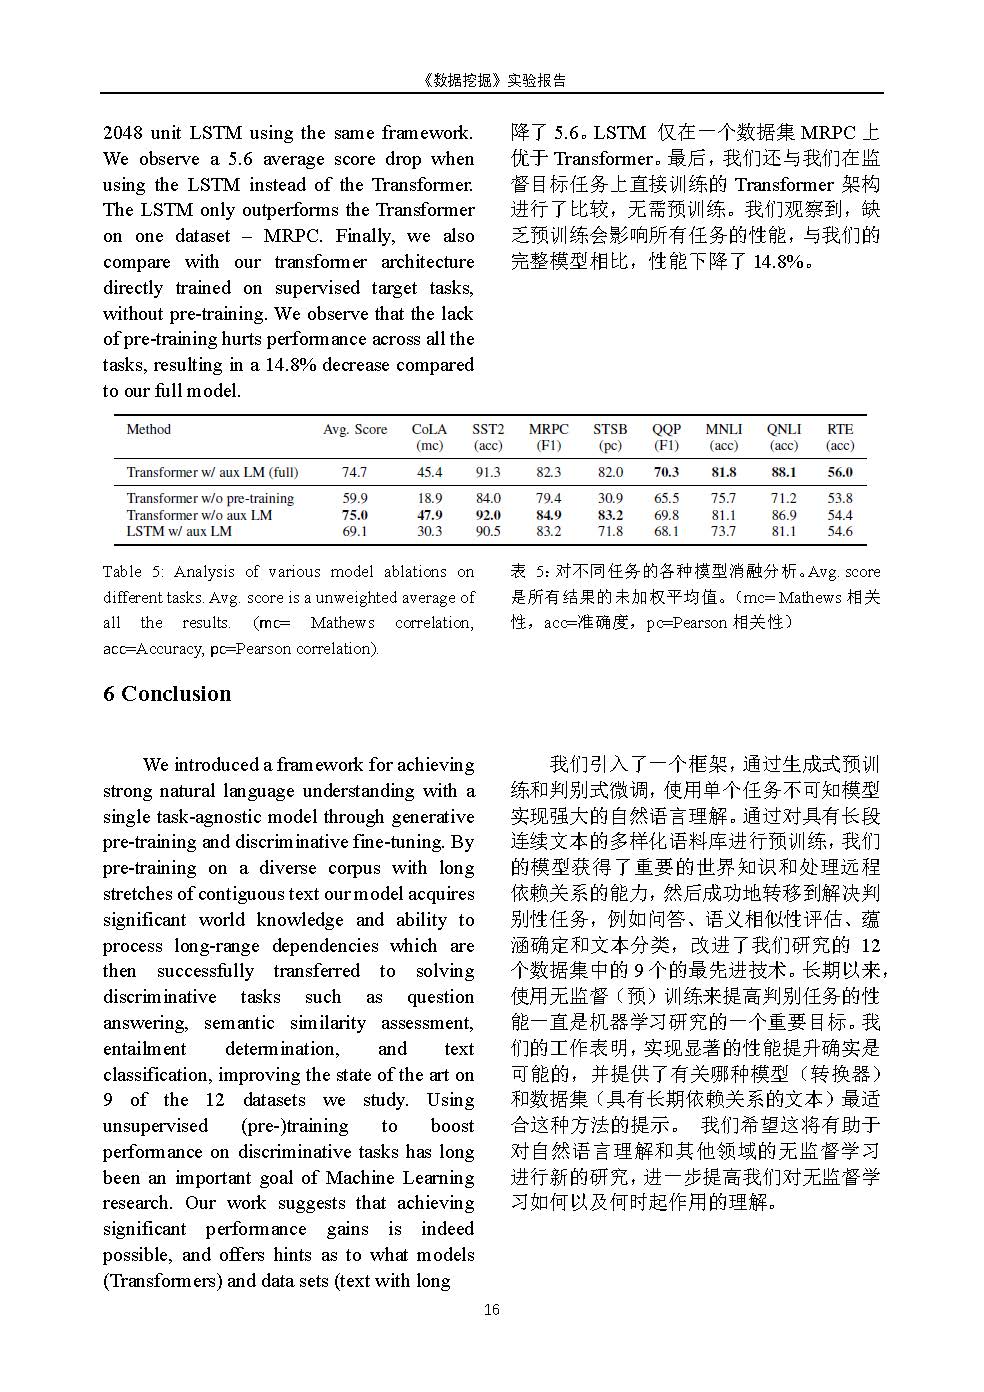 《数据挖掘》实验报告
2048 unit LSTM using the same framework.
We observe a 5.6 average score drop when
using the LSTM instead of the Transformer.
The LSTM only outperforms the Transformer
on one dataset – MRPC. Finally, we also
compare with our transformer architecture
directly trained on supervised target tasks,
without pre-training. We observe that the lack
of pre-training hurts performance across all the
tasks, resulting in a 14.8% decrease compared
to our full model.
降了 5.6。LSTM 仅在一个数据集 MRPC 上
优于 Transformer。最后，我们还与我们在监
督目标任务上直接训练的 Transformer 架构
进行了比较，无需预训练。我们观察到，缺
乏预训练会影响所有任务的性能，与我们的
完整模型相比，性能下降了 14.8%。
Method Avg. Score CoLA SST2 MRPC STSB QQP MNLI QNLI RTE
(mc) (acc) (F1) (pc) (F1) (acc) (acc) (acc)
Transformer w/ aux LM (full) 74.7 45.4 91.3 82.3 82.0 70.3 81.8 88.1 56.0
Transformer w/o pre-training 59.9 18.9 84.0 79.4 30.9 65.5 75.7 71.2 53.8
Transformer w/o aux LM 75.0 47.9 92.0 84.9 83.2 69.8 81.1 86.9 54.4
LSTM w/ aux LM 69.1 30.3 90.5 83.2 71.8 68.1 73.7 81.1 54.6
Table 5: Analysis of various model ablations on
different tasks. Avg. score is a unweighted average of
all the results. (mc= Mathews correlation,
acc=Accuracy, pc=Pearson correlation).
表 5：对不同任务的各种模型消融分析。Avg. score
是所有结果的未加权平均值。（mc= Mathews 相关
性，acc=准确度，pc=Pearson 相关性）
6 Conclusion
We introduced a framework for achieving
strong natural language understanding with a
single task-agnostic model through generative
pre-training and discriminative fine-tuning. By
pre-training on a diverse corpus with long
stretches of contiguous text our model acquires
significant world knowledge and ability to
process long-range dependencies which are
then successfully transferred to solving
discriminative tasks such as question
answering, semantic similarity assessment,
entailment determination, and text
classification, improving the state of the art on
9 of the 12 datasets we study. Using
unsupervised (pre-)training to boost
performance on discriminative tasks has long
been an important goal of Machine Learning
research. Our work suggests that achieving
significant performance gains is indeed
possible, and offers hints as to what models
(Transformers) and data sets (text with long
我们引入了一个框架，通过生成式预训
练和判别式微调，使用单个任务不可知模型
实现强大的自然语言理解。通过对具有长段
连续文本的多样化语料库进行预训练，我们
的模型获得了重要的世界知识和处理远程
依赖关系的能力，然后成功地转移到解决判
别性任务，例如问答、语义相似性评估、蕴
涵确定和文本分类，改进了我们研究的 12
个数据集中的 9 个的最先进技术。长期以来，
使用无监督（预）训练来提高判别任务的性
能一直是机器学习研究的一个重要目标。我
们的工作表明，实现显著的性能提升确实是
可能的，并提供了有关哪种模型（转换器）
和数据集（具有长期依赖关系的文本）最适
合这种方法的提示。 我们希望这将有助于
对自然语言理解和其他领域的无监督学习
进行新的研究，进一步提高我们对无监督学
习如何以及何时起作用的理解。
16